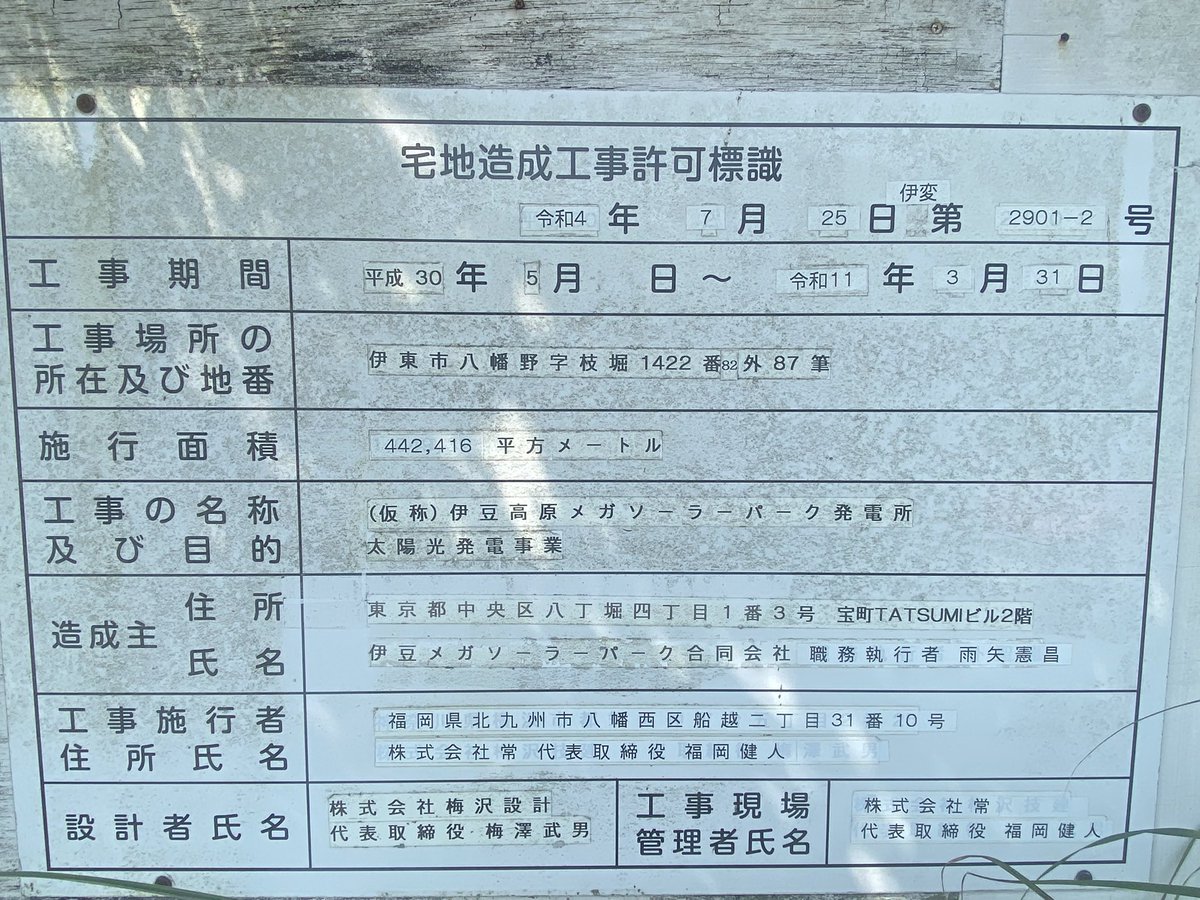 宅地造成工事許可標識
伊変
令和4 年 7 月 25 日 第 2901-2 号
工事期間 平成 30 年 5 月 日 ~ 令和11 年 3 月 31 日
工事場所の
所在及び地番
伊東市八幡野字枝堀1422番82外87筆
施行面積 442,416 平方メートル
工事の名称
及び目的
(仮称)伊豆高原メガソーラーパーク発電所
太陽光発電事業
造成主
住所 東京都中央区八丁堀四丁目1番3号 宝町TATSUMIビル2階
氏名 伊豆メガソーラーパーク合同会社 職務執行者 雨矢憲昌
工事施行者
住所氏名
福岡県北九州市八幡西区船越二丁目31番10号
株式会社常 代表取締役 福岡健人 澤武男
設計者氏名
株式会社梅沢設計
代表取締役 梅澤武男
工事現場
管理者氏名
株式会社常
代表取締役 福岡健人